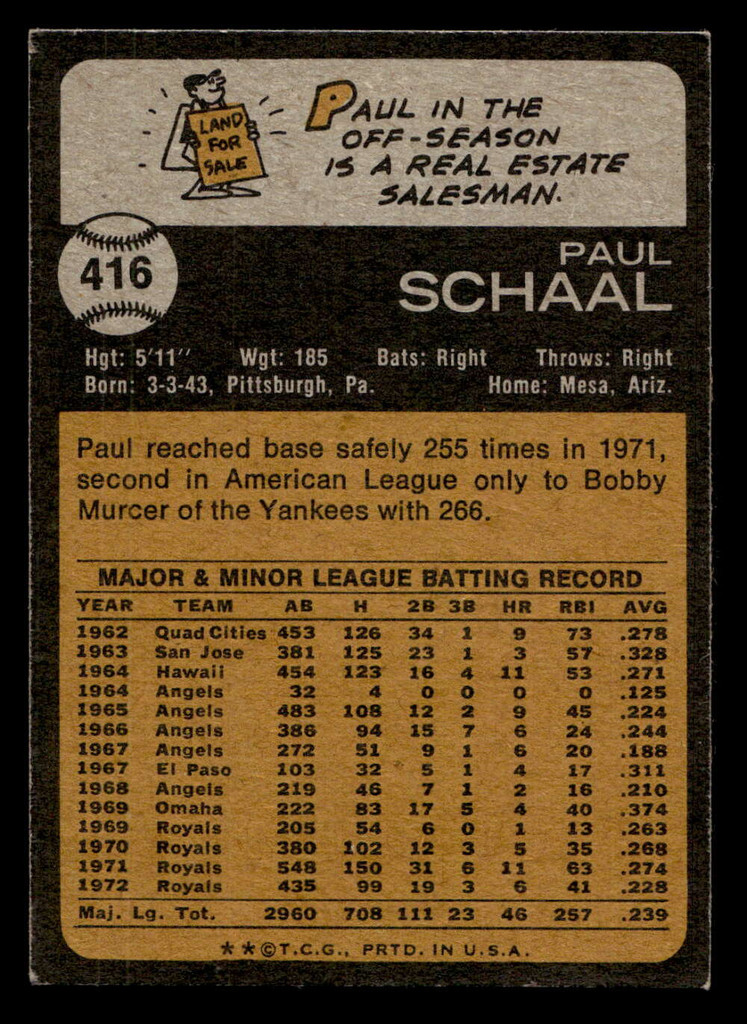 LAND
FOR
SALE
PAUL IN THE
OFF-SEASON
IS A REAL ESTATE
SALESMAN.
416
PAUL
SCHAAL
Hgt: 5'11" Wgt: 185 Bats: Right Throws: Right
Born: 3-3-43, Pittsburgh, Pa. Home: Mesa, Ariz.
Paul reached base safely 255 times in 1971,
second in American League only to Bobby
Murcer of the Yankees with 266.
MAJOR & MINOR LEAGUE BATTING RECORD
YEAR TEAM AB H 2B 3B HR RBI AVG
1962 Quad Cities 453 126 34 1 9 73 .278
1963 San Jose 381 125 23 1 3 57 .328
1964 Hawaii 454 123 16 4 11 53 .271
1964 Angels 32 4 0 0 0 0 .125
1965 Angels 483 108 12 2 9 45 .224
1966 Angels 386 94 15 7 6 24 .244
1967 Angels 272 51 9 1 6 20 .188
1967 El Paso 103 32 5 1 4 17 .311
1968 Angels 219 46 7 1 2 16 .210
1969 Omaha 222 83 17 5 4 40 .374
1969 Royals 205 54 6 0 1 13 .263
1970 Royals 380 102 12 3 5 35 .268
1971 Royals 548 150 31 6 11 63 .274
1972 Royals 435 99 19 3 6 41 .228
Maj. Lg. Tot. 2960 708 111 23 46 257 .239
**©T.C.G., PRTD. IN U.S.A.